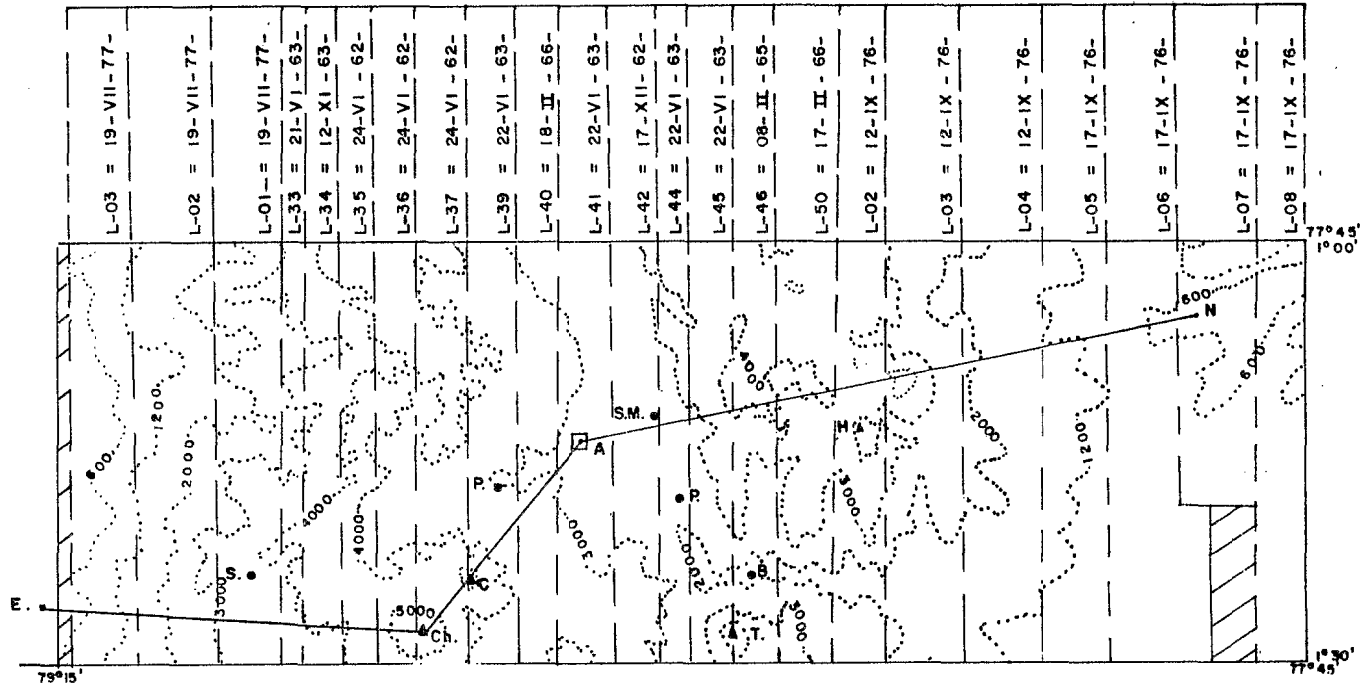 L-03 = 19-VII-77-
L-02 = 19-VII-77-
L-01 = 19-VII-77-
L-33 = 21-VI-63-
L-34 = 12-XI-63-
L-35 = 24-VI-62-
L-36 = 24-VI-62-
L-37 = 24-VI-62-
L-39 = 22-VI-63-
L-40 = 18-II-66-
L-41 = 22-VI-63-
L-42 = 17-XII-62-
L-44 = 22-VI-63-
L-45 = 22-VI-63-
L-46 = 08-II-65-
L-50 = 17-II-66-
L-02 = 12-IX-76-
L-03 = 12-IX-76-
L-04 = 12-IX-76-
L-05 = 17-IX-76-
L-06 = 17-IX-76-
L-07 = 17-IX-76-
L-08 = 17-IX-76-
77°45'
1°00'
600
N
600
4000
1200
S.M.
H
2000
A
2000
1200
600
P.
P.
4000
4000
3000
3000
2000
S.
3000
C
B
E.
5000
Ch.
T.
5000
79°15'
1°30'
77°45'